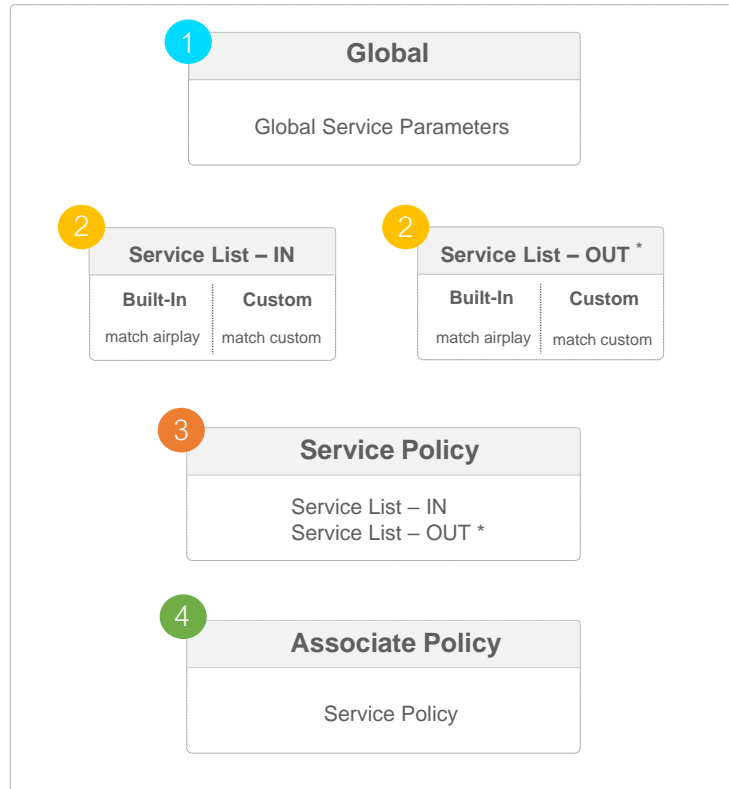 1
Global
Global Service Parameters
2
Service List – IN
Built-In
Custom
match airplay
match custom
2
Service List – OUT *
Built-In
Custom
match airplay
match custom
3
Service Policy
Service List – IN
Service List – OUT *
4
Associate Policy
Service Policy